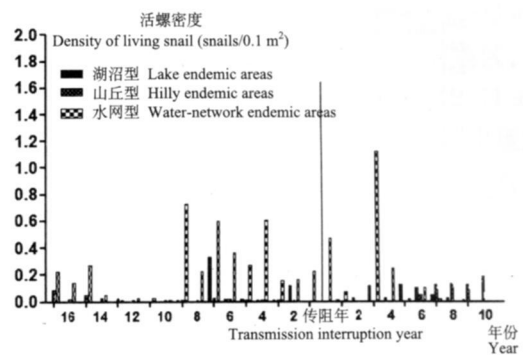 活螺密度
Density of living snail (snails/0.1 m²)
湖沼型 Lake endemic areas
山丘型 Hilly endemic areas
水网型 Water-network endemic areas
2.0
1.8
1.6
1.4
1.2
1.0
0.8
0.6
0.4
0.2
0.0
16 14 12 10 8 6 4 2 传阻年 2 4 6 8 10 年份
Transmission interruption year Year